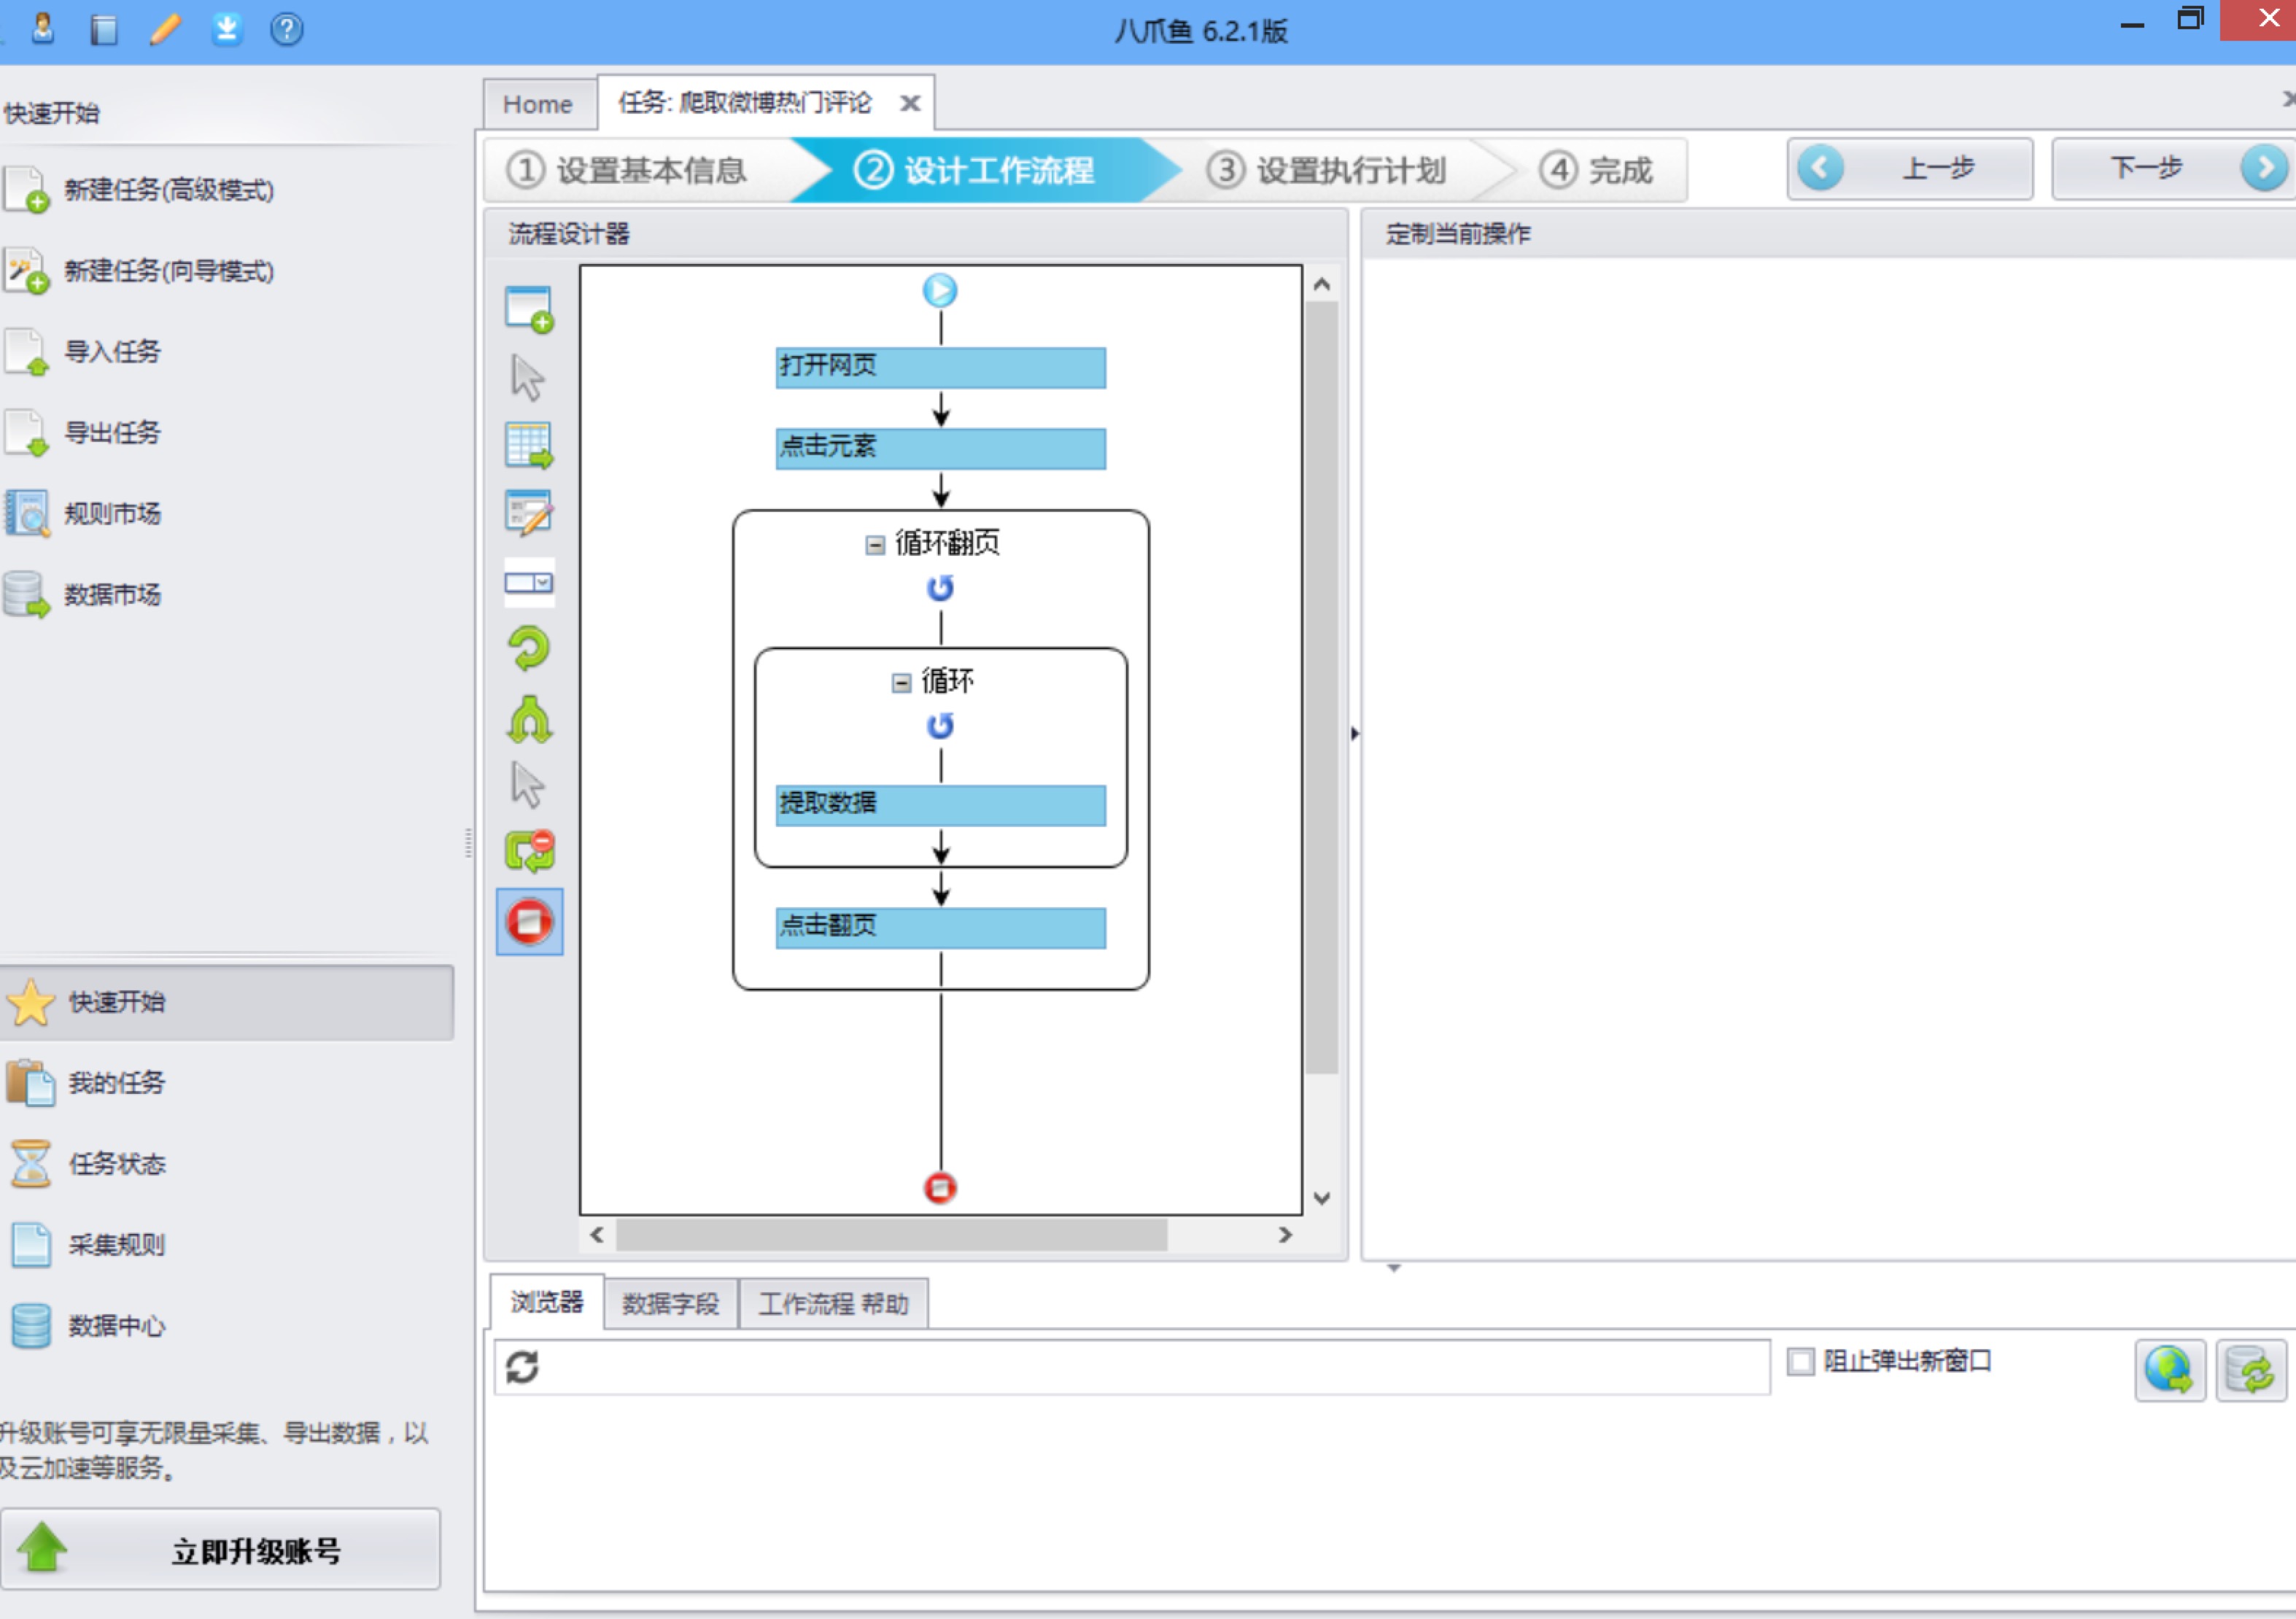 八爪鱼 6.2.1版
快速开始
新建任务(高级模式)
新建任务(向导模式)
导入任务
导出任务
规则市场
数据市场
快速开始
我的任务
任务状态
采集规则
数据中心
升级账号可享无限量采集、导出数据，以
及云加速等服务。
立即升级账号
Home
任务: 爬取微博热门评论
① 设置基本信息
② 设计工作流程
③ 设置执行计划
④ 完成
上一步
下一步
流程设计器
定制当前操作
打开网页
点击元素
循环翻页
循环
提取数据
点击翻页
浏览器
数据字段
工作流程 帮助
阻止弹出新窗口